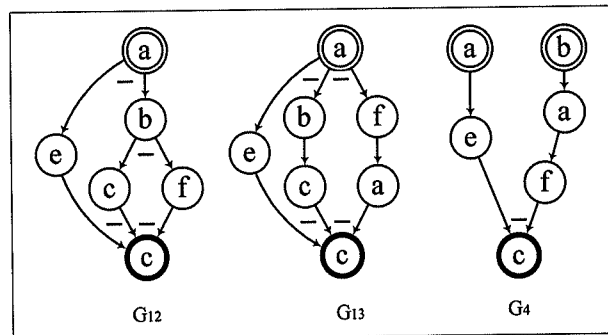 a a a b
b b f a
e e e
c f c a f
c c c
G12 G13 G4